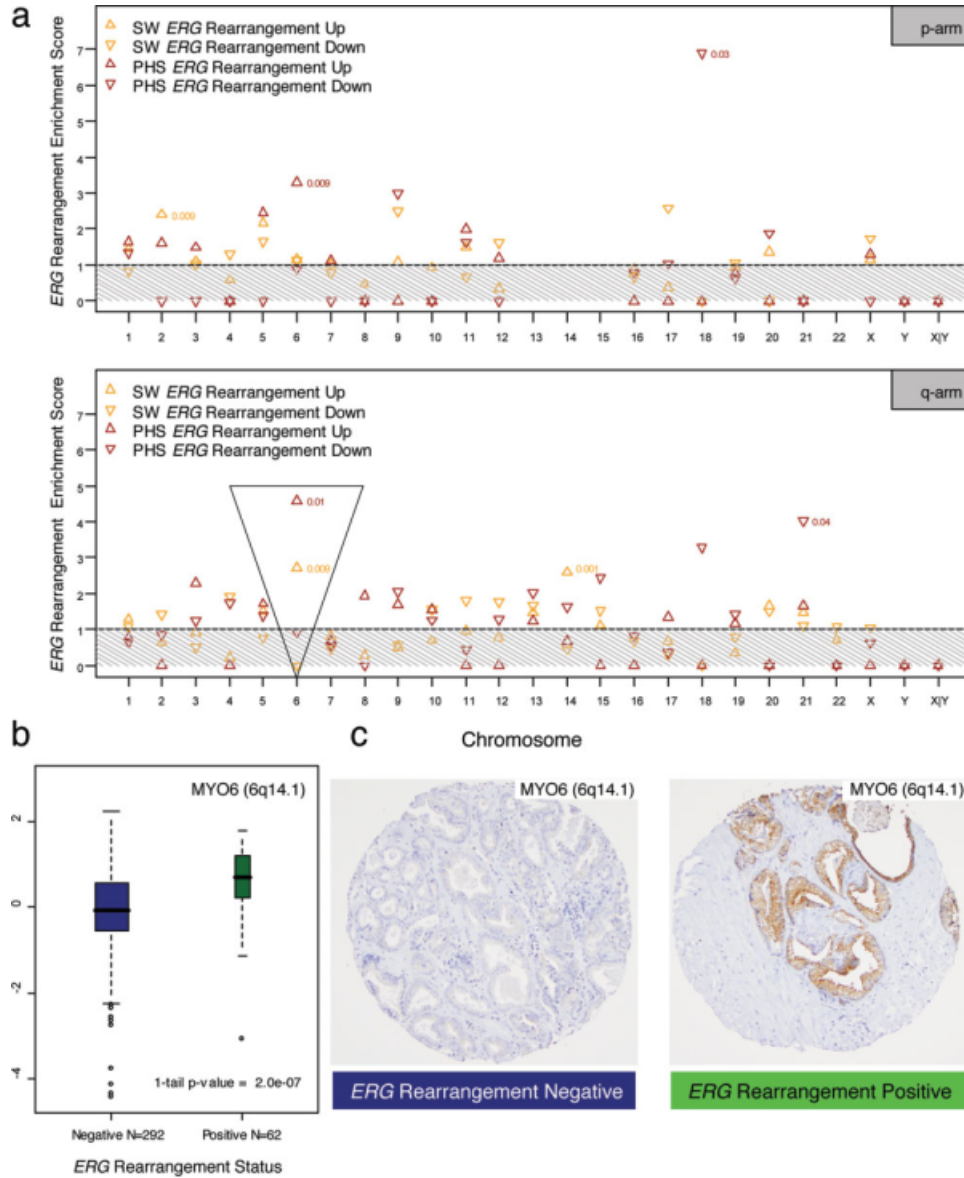 a
SW ERG Rearrangement Up
SW ERG Rearrangement Down
PHS ERG Rearrangement Up
PHS ERG Rearrangement Down
p-arm
ERG Rearrangement Enrichment Score
7
6
5
4
3
2
1
0
0.03
0.009
0.009
1 2 3 4 5 6 7 8 9 10 11 12 13 14 15 16 17 18 19 20 21 22 X Y X|Y
SW ERG Rearrangement Up
SW ERG Rearrangement Down
PHS ERG Rearrangement Up
PHS ERG Rearrangement Down
q-arm
ERG Rearrangement Enrichment Score
7
6
5
4
3
2
1
0
0.01
0.04
0.009
0.001
1 2 3 4 5 6 7 8 9 10 11 12 13 14 15 16 17 18 19 20 21 22 X Y X|Y
Chromosome
b
MYO6 (6q14.1)
2
0
-2
-4
1-tail p-value = 2.0e-07
Negative N=292 Positive N=62
ERG Rearrangement Status
c
MYO6 (6q14.1)
MYO6 (6q14.1)
ERG Rearrangement Negative
ERG Rearrangement Positive